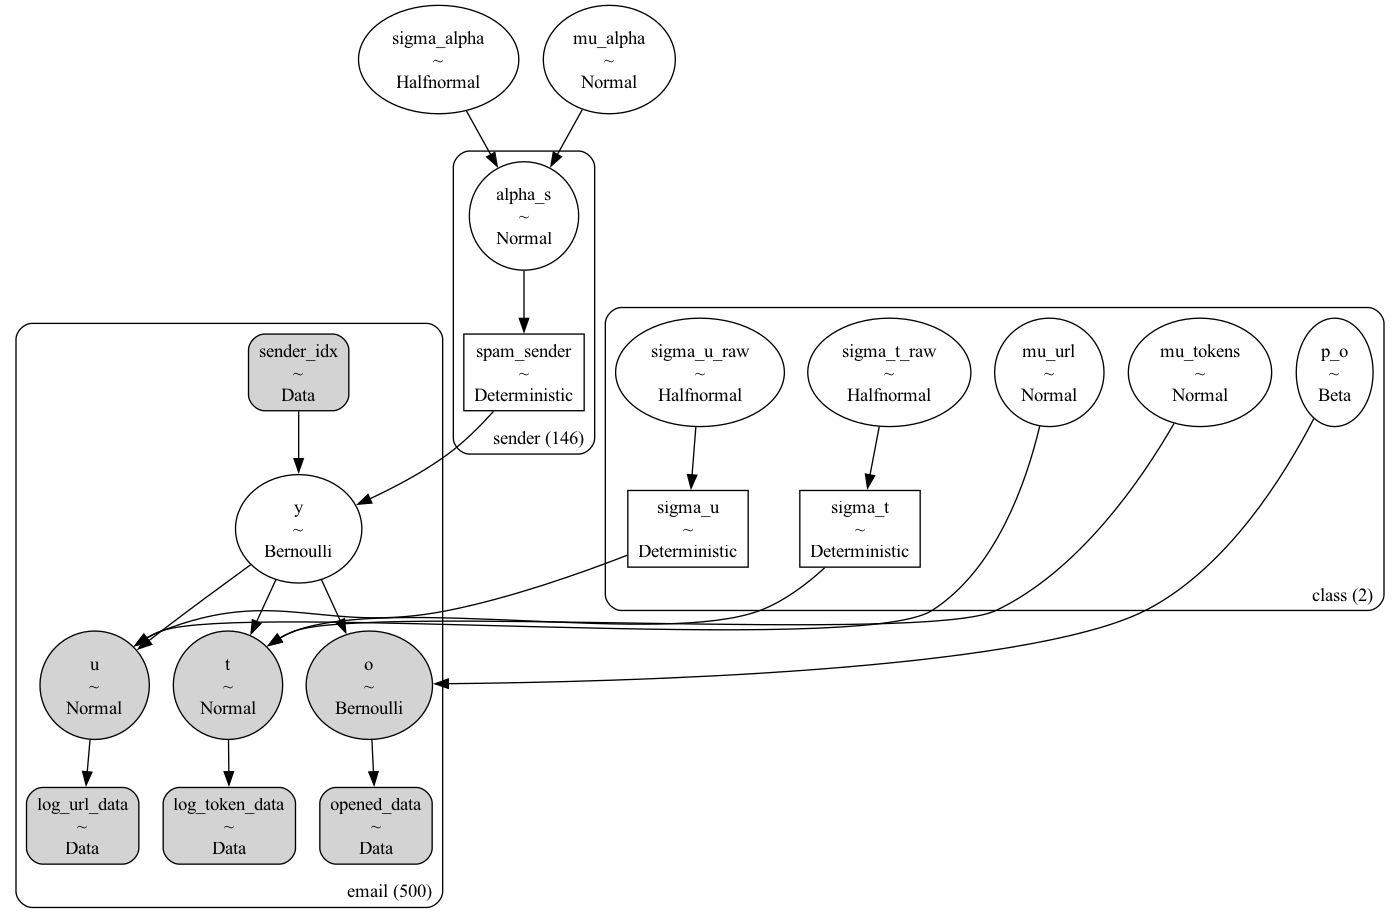 sigma_alpha
~
Halfnormal
mu_alpha
~
Normal
alpha_s
~
Normal
spam_sender
~
Deterministic
sender (146)
sender_idx
~
Data
y
~
Bernoulli
sigma_u_raw
~
Halfnormal
sigma_t_raw
~
Halfnormal
mu_url
~
Normal
mu_tokens
~
Normal
p_o
~
Beta
sigma_u
~
Deterministic
sigma_t
~
Deterministic
class (2)
u
~
Normal
t
~
Normal
o
~
Bernoulli
log_url_data
~
Data
log_token_data
~
Data
opened_data
~
Data
email (500)